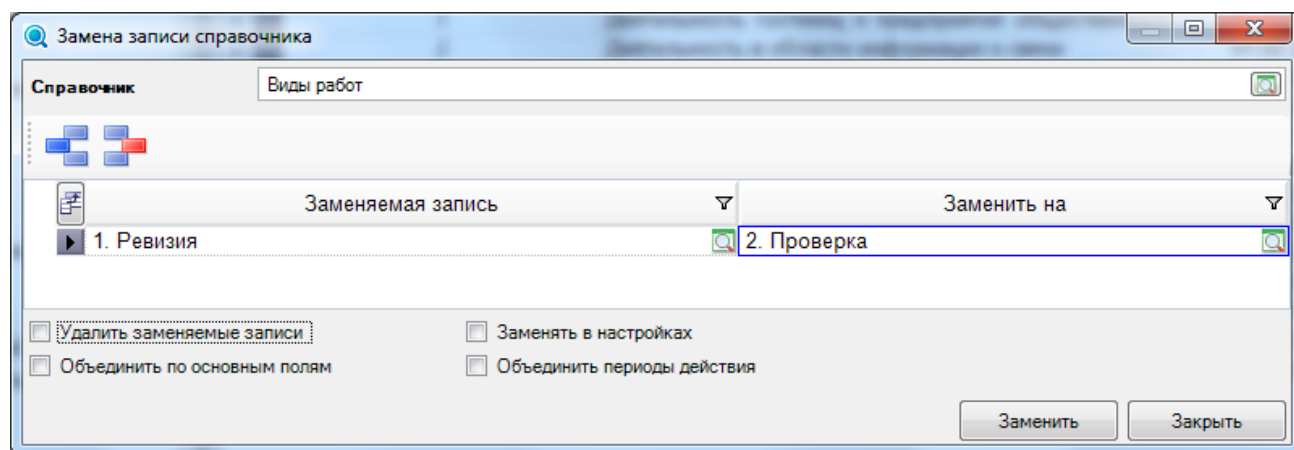 Замена записи справочника
Справочник Виды работ
Заменяемая запись Заменить на
1. Ревизия 2. Проверка
Удалить заменяемые записи Заменять в настройках
Объединить по основным полям Объединить периоды действия
Заменить Закрыть